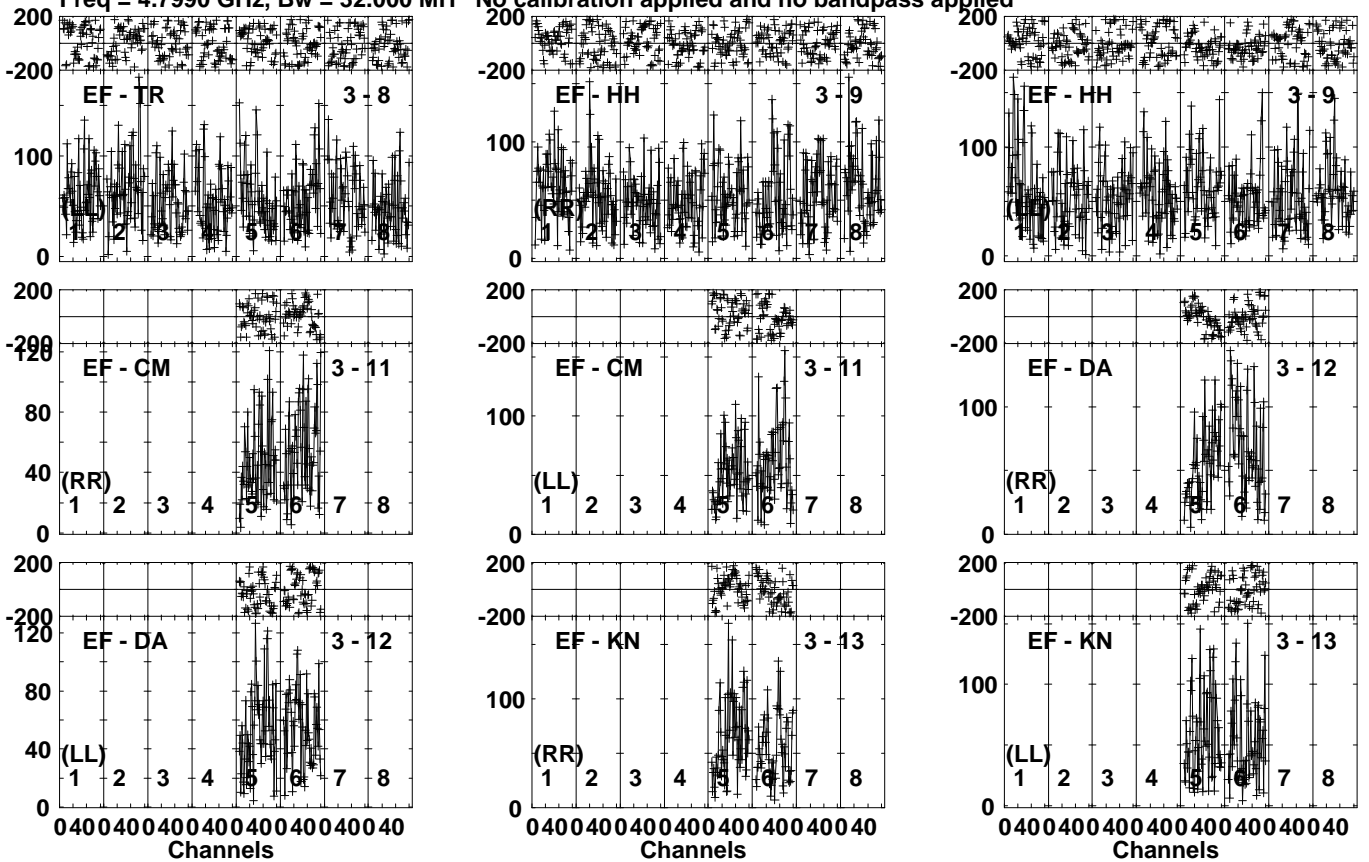 Freq = 4.7990 GHz, Bw = 32.000 MH No calibration applied and no bandpass applied
200 200 200
-200 -200 -200
EF - TR 3 - 8 EF - HH 3 - 9 EF - HH 3 - 9
100 100 100
(LL) (RR) (LL)
1 2 3 4 5 6 7 8 1 2 3 4 5 6 7 8 1 2 3 4 5 6 7 8
0 0 0
200 200 200
-200 -200 -200
120
EF - CM 3 - 11 EF - CM 3 - 11 EF - DA 3 - 12
80 100 100
40
(RR) (LL) (RR)
1 2 3 4 5 6 7 8 1 2 3 4 5 6 7 8 1 2 3 4 5 6 7 8
0 0 0
200 200 200
-200 -200 -200
120
EF - DA 3 - 12 EF - KN 3 - 13 EF - KN 3 - 13
80 100 100
40
(LL) (RR) (LL)
1 2 3 4 5 6 7 8 1 2 3 4 5 6 7 8 1 2 3 4 5 6 7 8
0 0 0
0 40 0 40 0 40 0 40 0 40 0 40 0 40 0 40 0 40 0 40 0 40 0 40 0 40 0 40 0 40 0 40 0 40 0 40 0 40 0 40 0 40 0 40 0 40 0 40
Channels Channels Channels